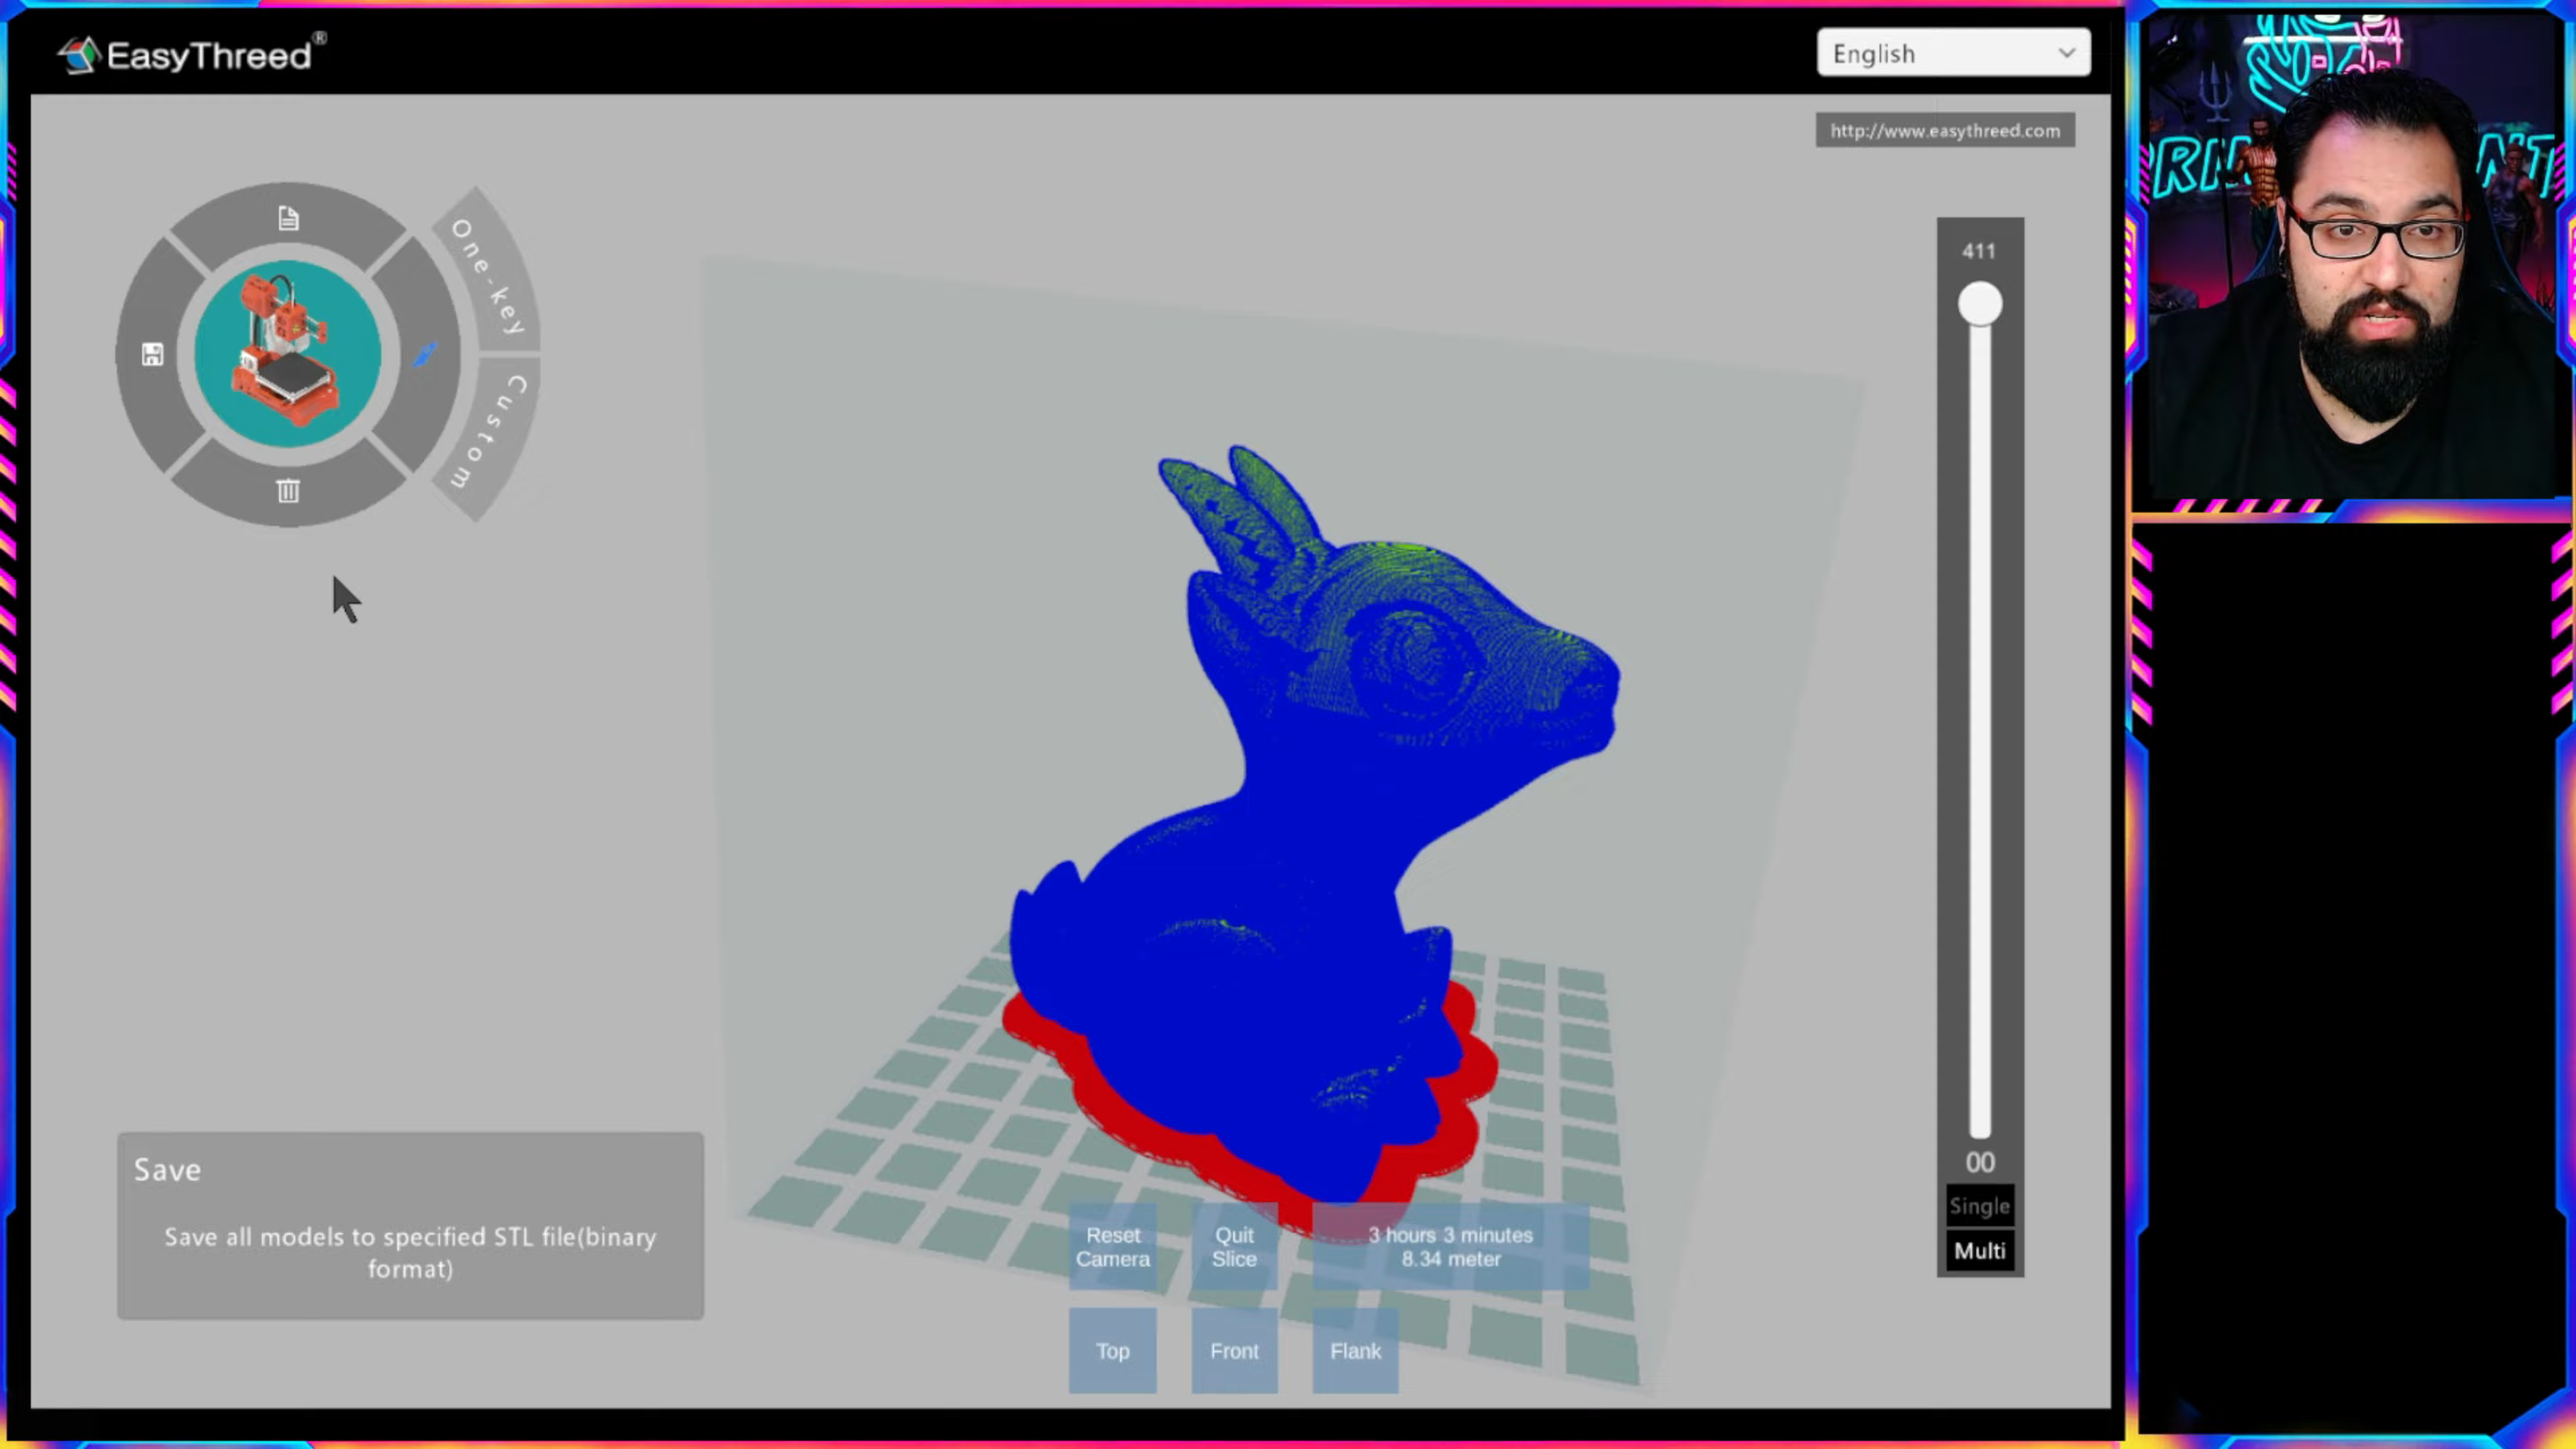 EasyThreed®
English
http://www.easythreed.com
One-key
Custom
411
00
Single
Multi
Save
Save all models to specified STL file(binary
format)
Reset
Camera
Quit
Slice
3 hours 3 minutes
8.34 meter
Top
Front
Flank